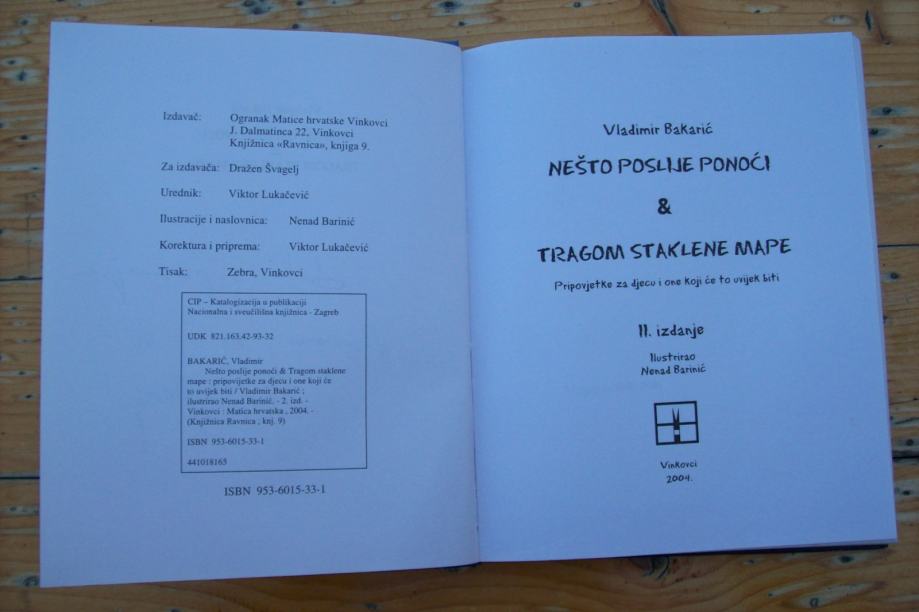 Izdavač: Ogranak Matice hrvatske Vinkovci
J. Dalmatinca 22, Vinkovci
Knjižnica «Ravnica», knjiga 9.
Za izdavača: Dražen Švagelj
Urednik: Viktor Lukačević
Ilustracije i naslovnica: Nenad Barinić
Korektura i priprema: Viktor Lukačević
Tisak: Zebra, Vinkovci
CIP – Katalogizacija u publikaciji
Nacionalna i sveučilišna knjižnica - Zagreb
UDK 821.163.42-93-32
BAKARIĆ, Vladimir
Nešto poslije ponoći & Tragom staklene
mape : pripovjetke za djecu i one koji će
to uvijek biti / Vladimir Bakarić ;
ilustrirao Nenad Barinić. - 2. izd. -
Vinkovci : Matica hrvatska , 2004. -
(Knjižnica Ravnica ; knj. 9)
ISBN 953-6015-33-1
441018165
ISBN 953-6015-33-1
Vladimir Bakarić
NEŠTO POSLIJE PONOĆI
&
TRAGOM STAKLENE MAPE
Pripovjetke za djecu i one koji će to uvijek biti
II. izdanje
Ilustrirao
Nenad Barinić
Vinkovci
2004.